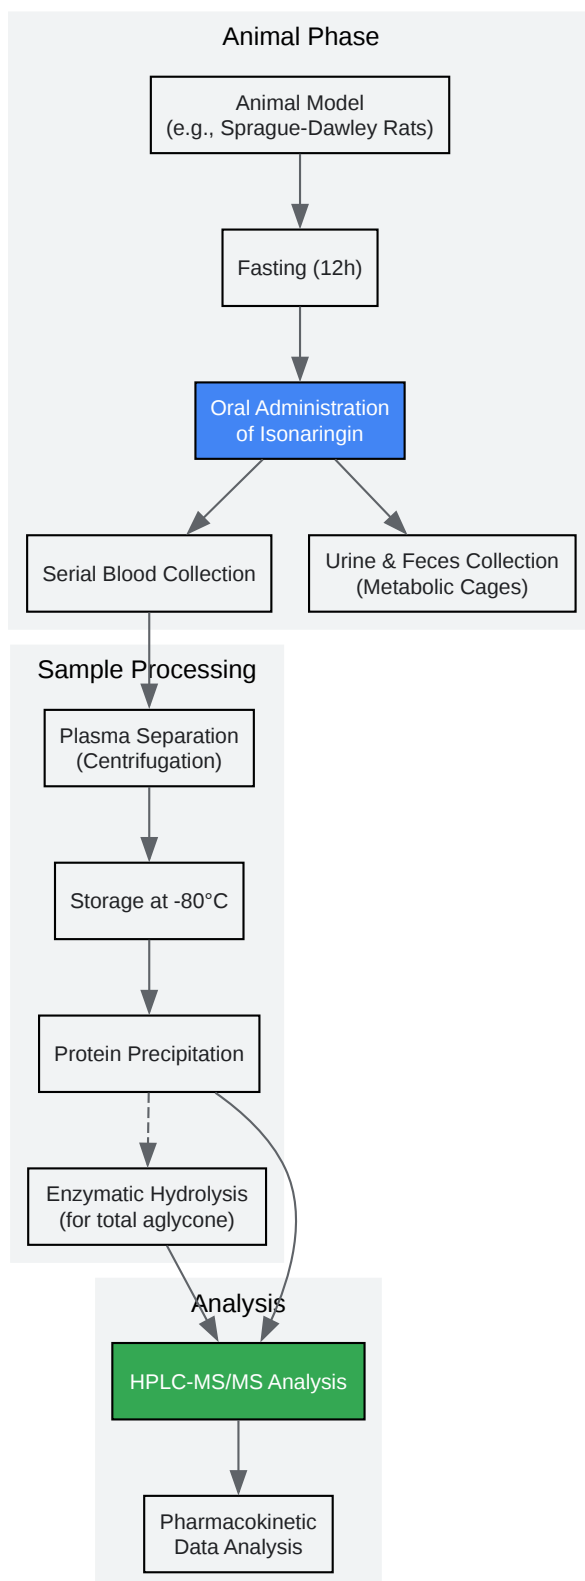 Animal Phase
Animal Model
(e.g., Sprague-Dawley Rats)
Fasting (12h)
Oral Administration
of Isonaringin
Serial Blood Collection
Urine & Feces Collection
(Metabolic Cages)
Sample Processing
Plasma Separation
(Centrifugation)
Storage at -80°C
Protein Precipitation
Enzymatic Hydrolysis
(for total aglycone)
Analysis
HPLC-MS/MS Analysis
Pharmacokinetic
Data Analysis